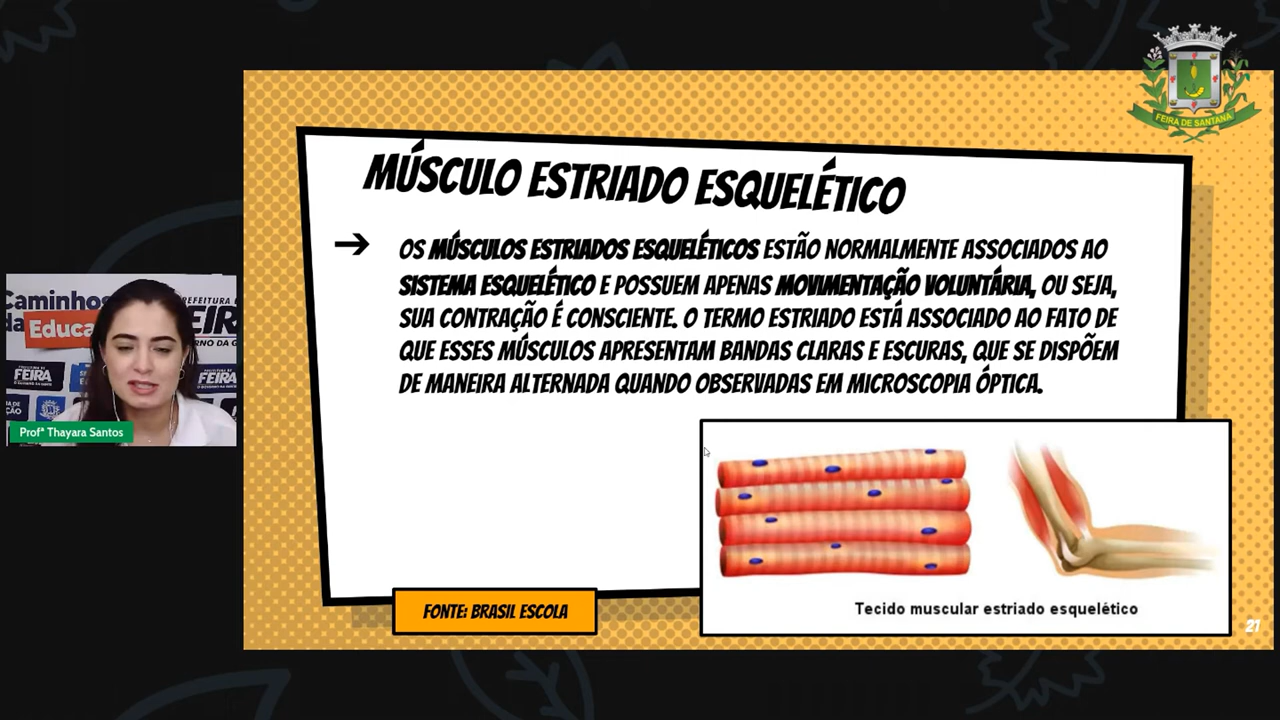 FEIRA DE SANTANA
MÚSCULO ESTRIADO ESQUELÉTICO
➔ OS MÚSCULOS ESTRIADOS ESQUELÉTICOS ESTÃO NORMALMENTE ASSOCIADOS AO
SISTEMA ESQUELÉTICO E POSSUEM APENAS MOVIMENTAÇÃO VOLUNTÁRIA, OU SEJA,
SUA CONTRAÇÃO É CONSCIENTE. O TERMO ESTRIADO ESTÁ ASSOCIADO AO FATO DE
QUE ESSES MÚSCULOS APRESENTAM BANDAS CLARAS E ESCURAS, QUE SE DISPÕEM
DE MANEIRA ALTERNADA QUANDO OBSERVADAS EM MICROSCOPIA ÓPTICA.
Caminhos
da Educa
PREFEITURA
EIRA
FEIRA
FEIRA
Profª Thayara Santos
Tecido muscular estriado esquelético
FONTE: BRASIL ESCOLA
21